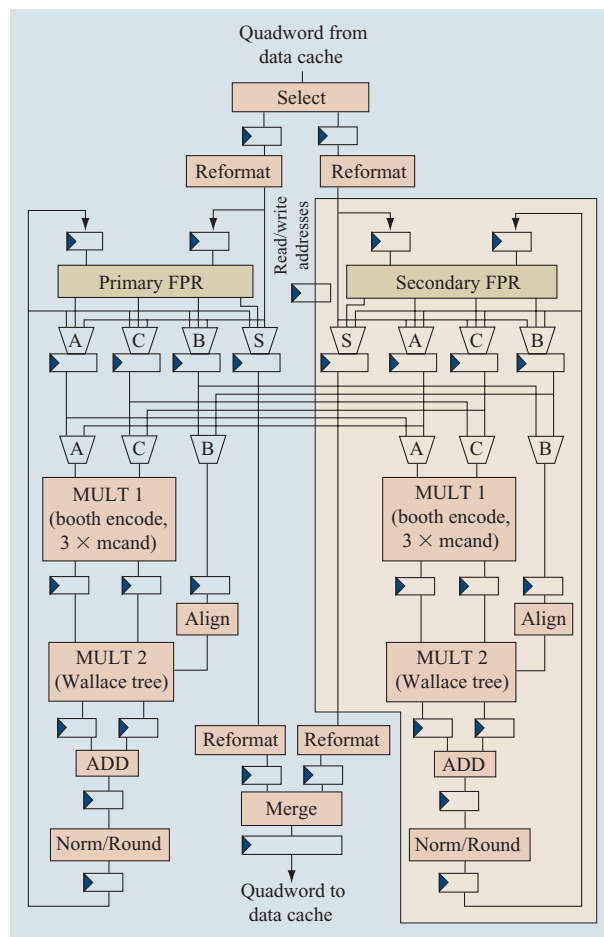 Quadword from
data cache
Select
Reformat
Reformat
Read/write
addresses
Primary FPR
Secondary FPR
A
C
B
S
S
A
C
B
A
C
B
A
C
B
MULT 1
(booth encode,
3 × mcand)
MULT 1
(booth encode,
3 × mcand)
Align
Align
MULT 2
(Wallace tree)
MULT 2
(Wallace tree)
Reformat
Reformat
ADD
ADD
Merge
Norm/Round
Norm/Round
Quadword to
data cache